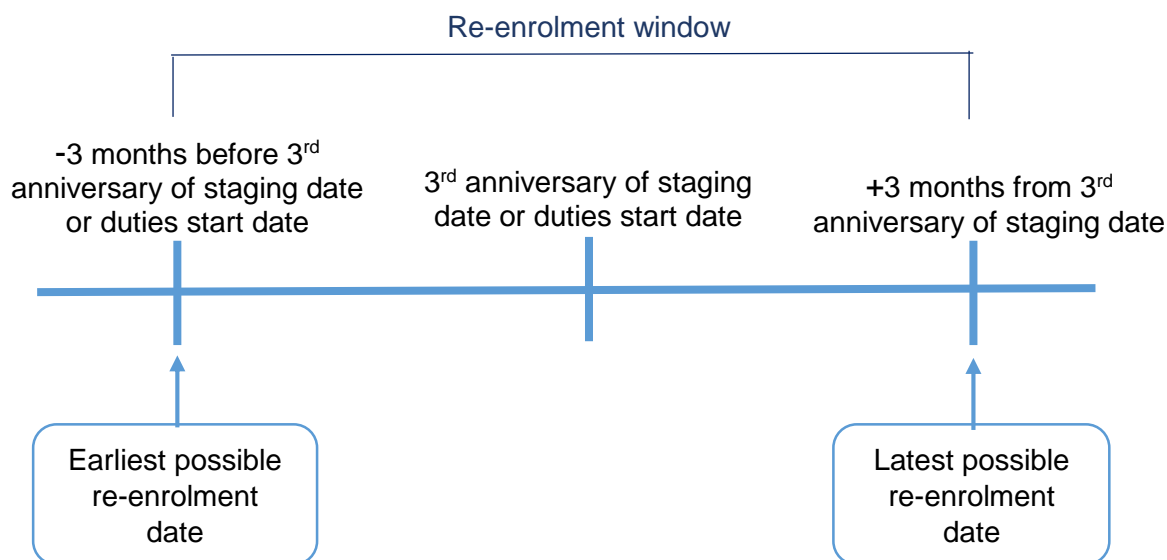 Re-enrolment window
-3 months before 3rd
anniversary of staging date
or duties start date
3rd anniversary of staging
date or duties start date
+3 months from 3rd
anniversary of staging date
Earliest possible
re-enrolment
date
Latest possible
re-enrolment
date